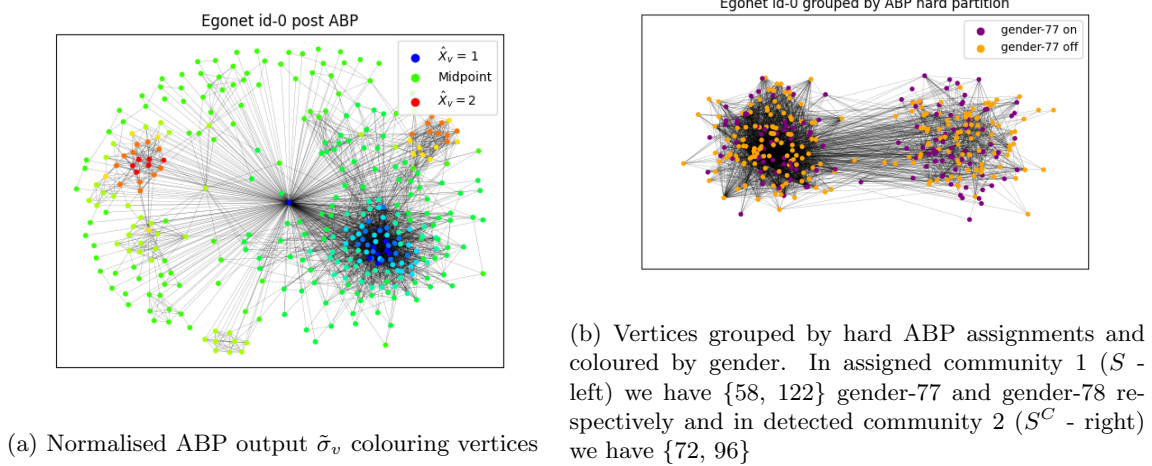 Egonet id-0 post ABP
X̂ᵥ = 1
Midpoint
X̂ᵥ = 2
(a) Normalised ABP output σ̃ᵥ colouring vertices
Egonet id-0 grouped by ABP hard partition
gender-77 on
gender-77 off
(b) Vertices grouped by hard ABP assignments and
coloured by gender. In assigned community 1 (S -
left) we have {58, 122} gender-77 and gender-78 re-
spectively and in detected community 2 (Sᶜ - right)
we have {72, 96}